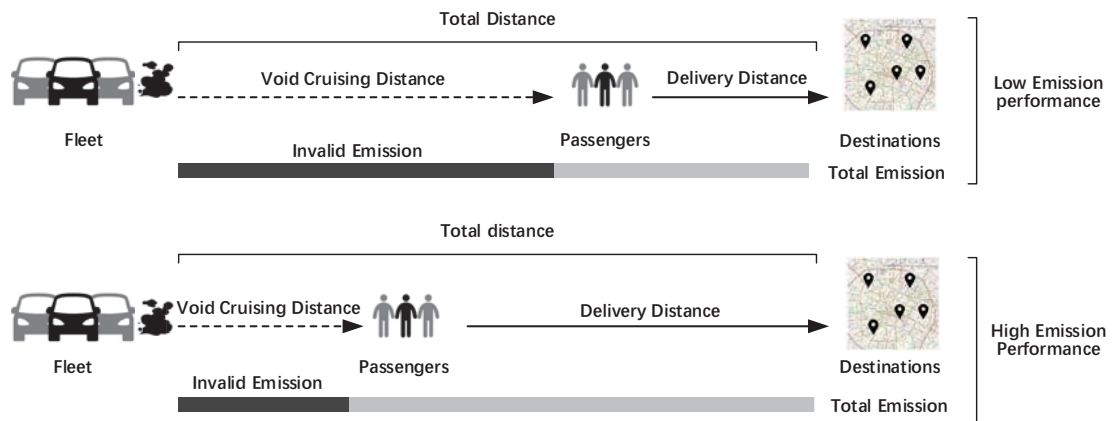 Total Distance
Void Cruising Distance
Delivery Distance
Low Emission
performance
Fleet
Passengers
Destinations
Invalid Emission
Total Emission
Total distance
Void Cruising Distance
Delivery Distance
High Emission
Performance
Fleet
Passengers
Destinations
Invalid Emission
Total Emission